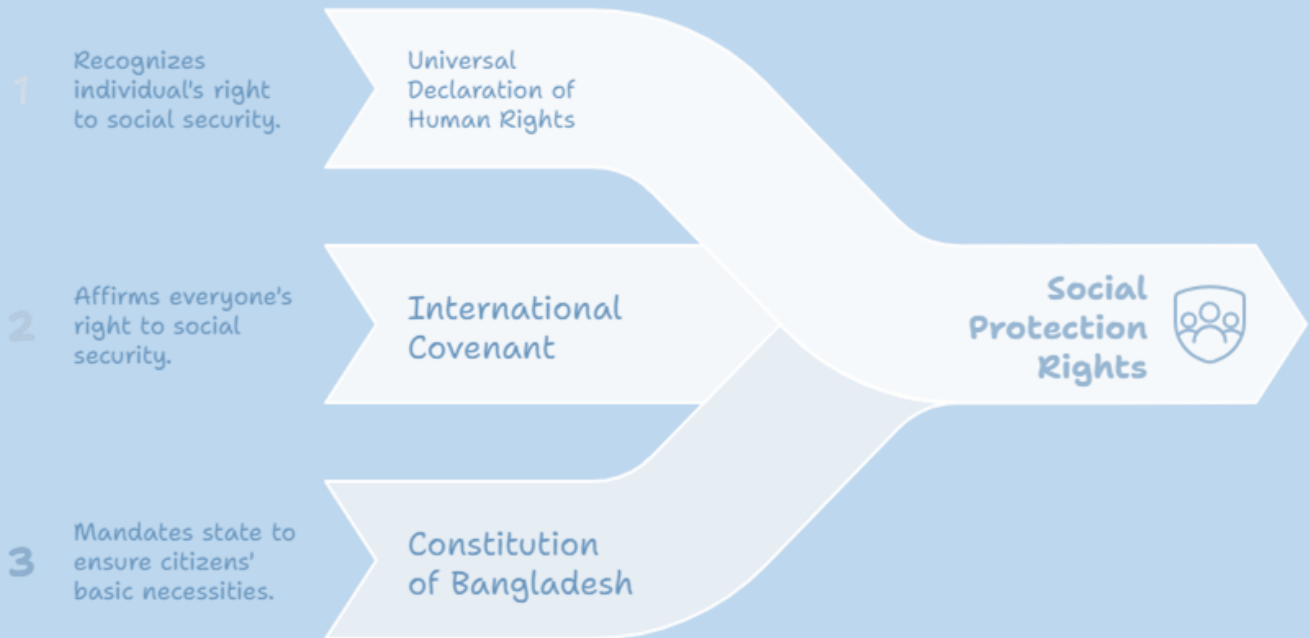 1
Recognizes
individual's right
to social security.
Universal
Declaration of
Human Rights
2
Affirms everyone's
right to social
security.
International
Covenant
Social
Protection
Rights
3
Mandates state to
ensure citizens'
basic necessities.
Constitution
of Bangladesh